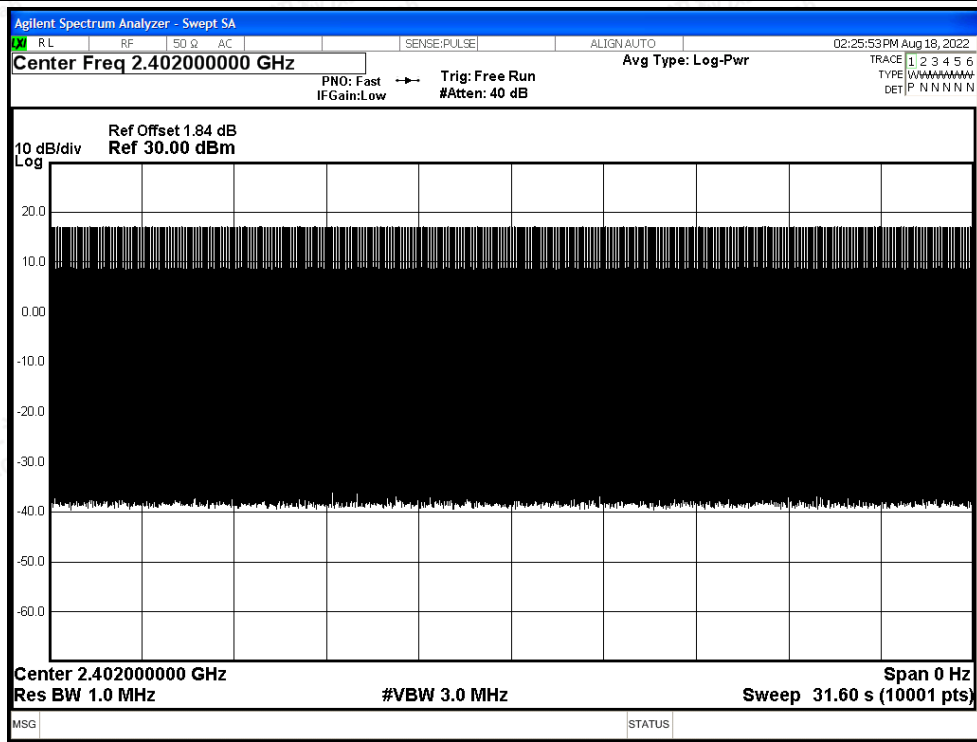 Agilent Spectrum Analyzer - Swept SA
LXI RL RF 50 Ω AC SENSE:PULSE ALIGN AUTO 02:25:53 PM Aug 18, 2022
Center Freq 2.402000000 GHz
PNO: Fast
IFGain:Low
Trig: Free Run
#Atten: 40 dB
Avg Type: Log-Pwr
TRACE 1 2 3 4 5 6
TYPE
DET P N N N N N
Ref Offset 1.84 dB
10 dB/div Ref 30.00 dBm
Log
20.0
10.0
0.00
-10.0
-20.0
-30.0
-40.0
-50.0
-60.0
Center 2.402000000 GHz Span 0 Hz
Res BW 1.0 MHz #VBW 3.0 MHz Sweep 31.60 s (10001 pts)
MSG STATUS